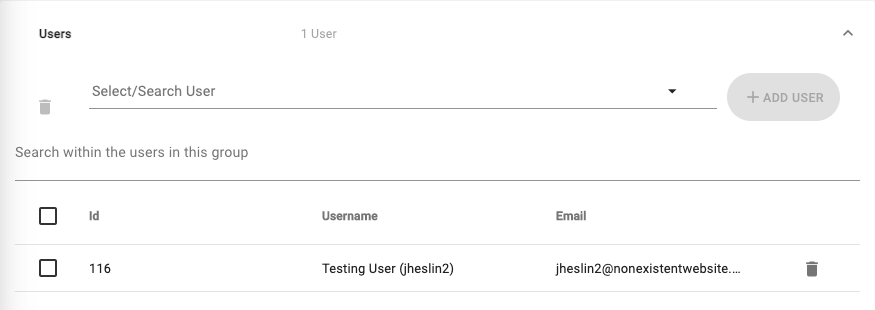 Users 1 User
Select/Search User
ADD USER
Search within the users in this group
Id Username Email
116 Testing User (jheslin2) jheslin2@nonexistentwebsite....